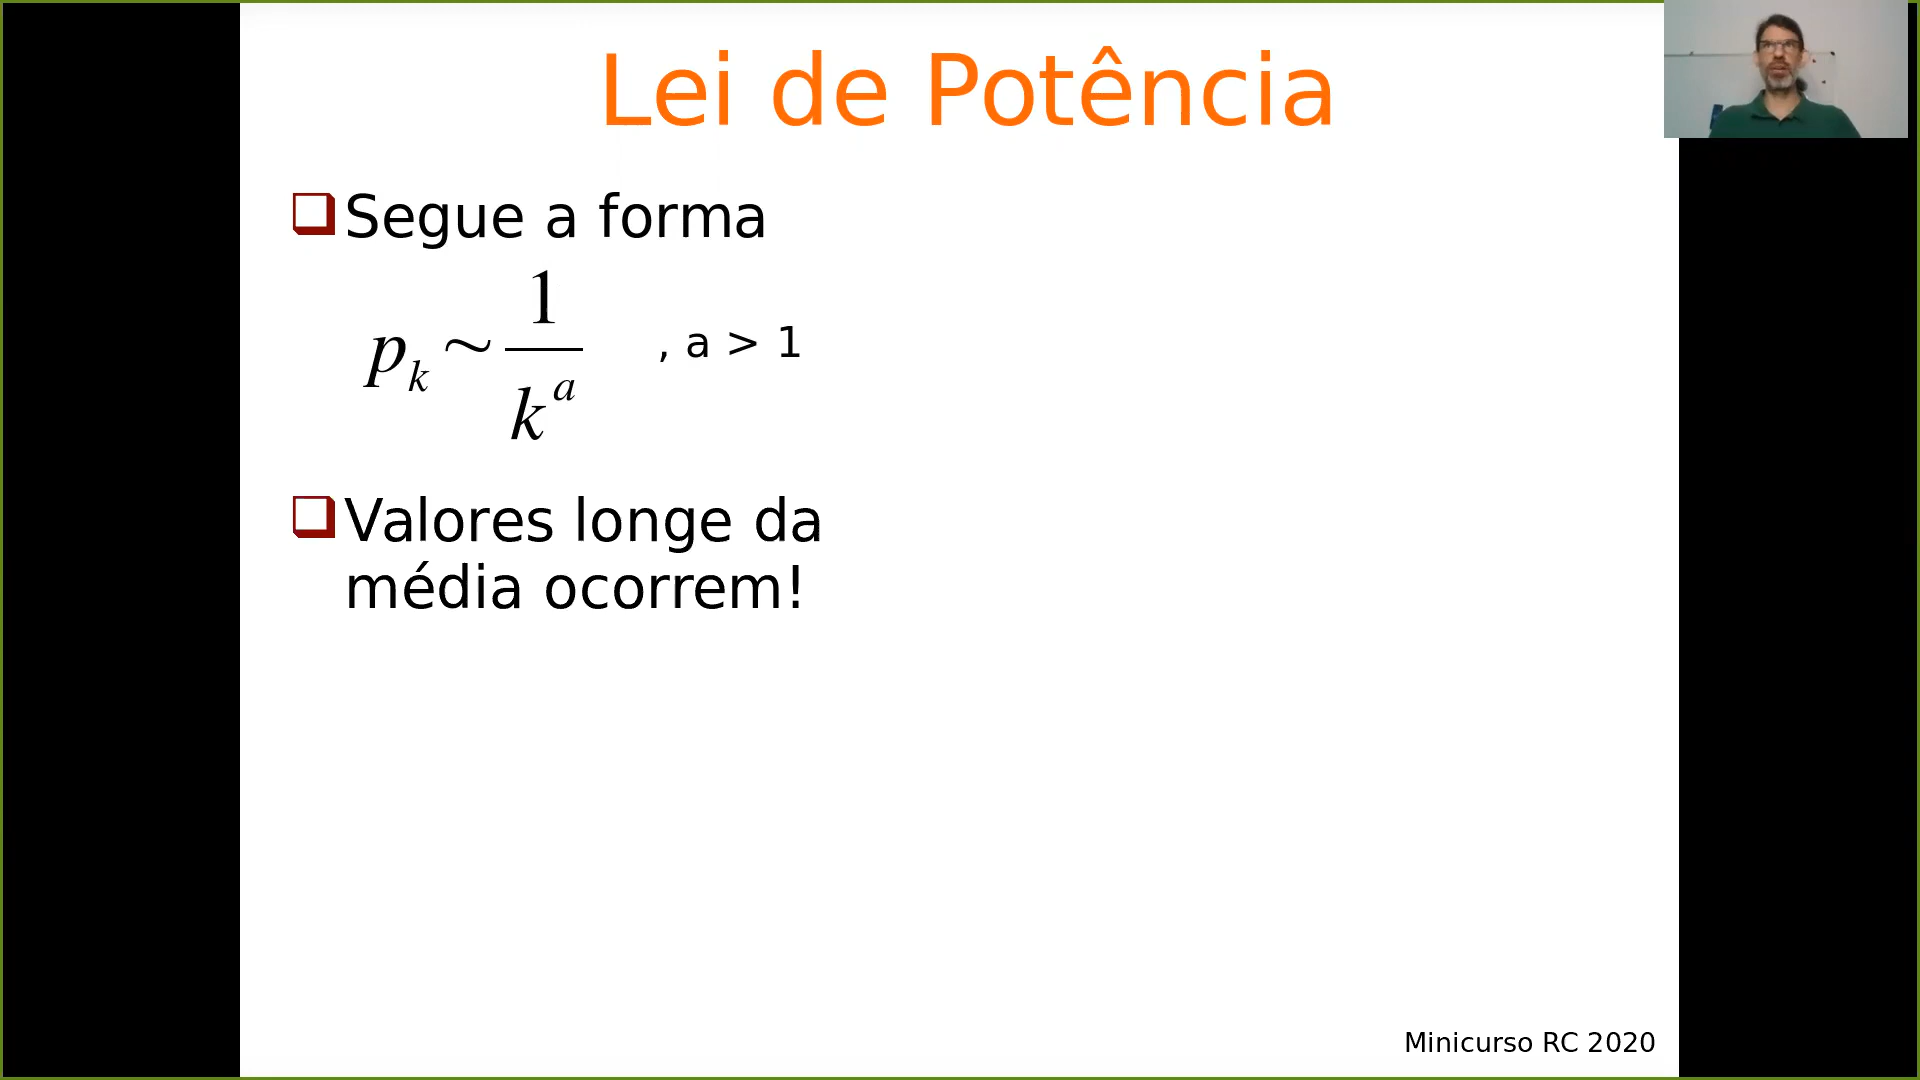 Lei de Potência
Segue a forma
p_k ~ 1/k^a , a > 1
Valores longe da
média ocorrem!
Minicurso RC 2020